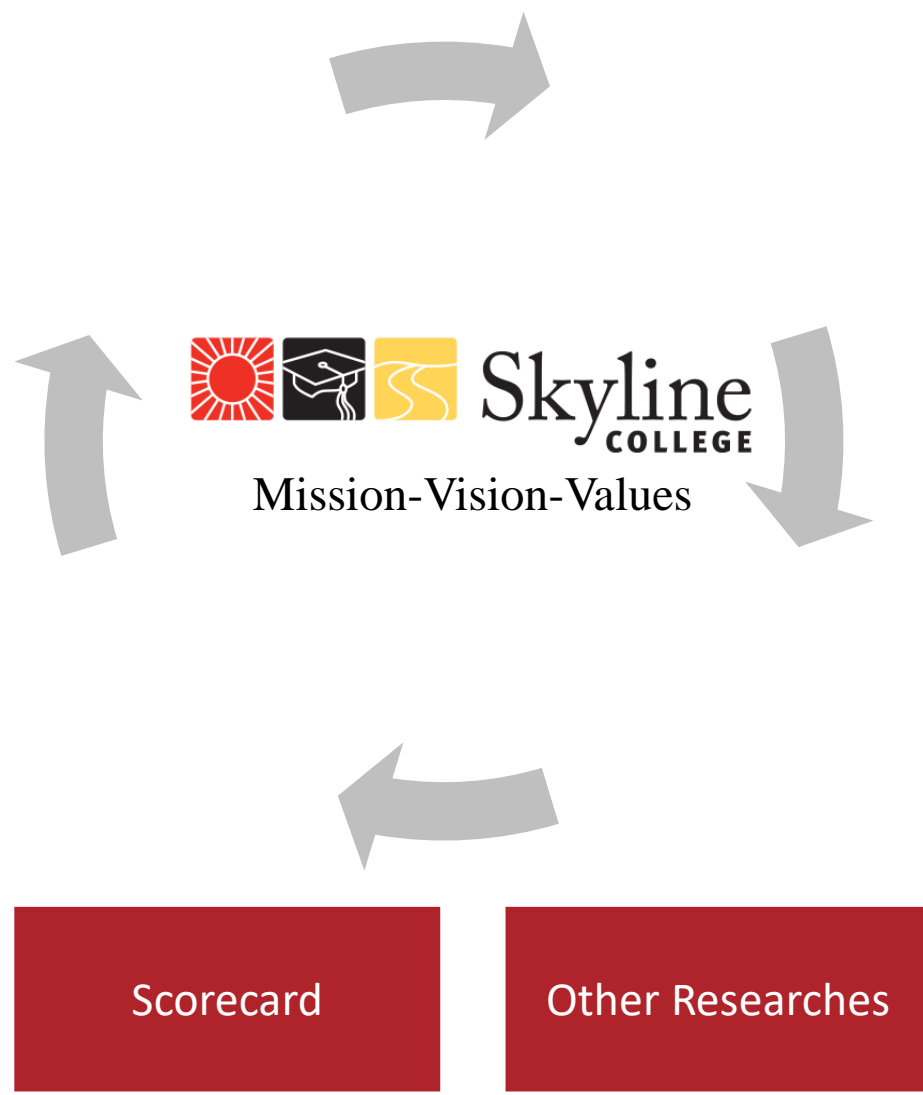 Skyline
COLLEGE
Mission-Vision-Values
Scorecard
Other Researches